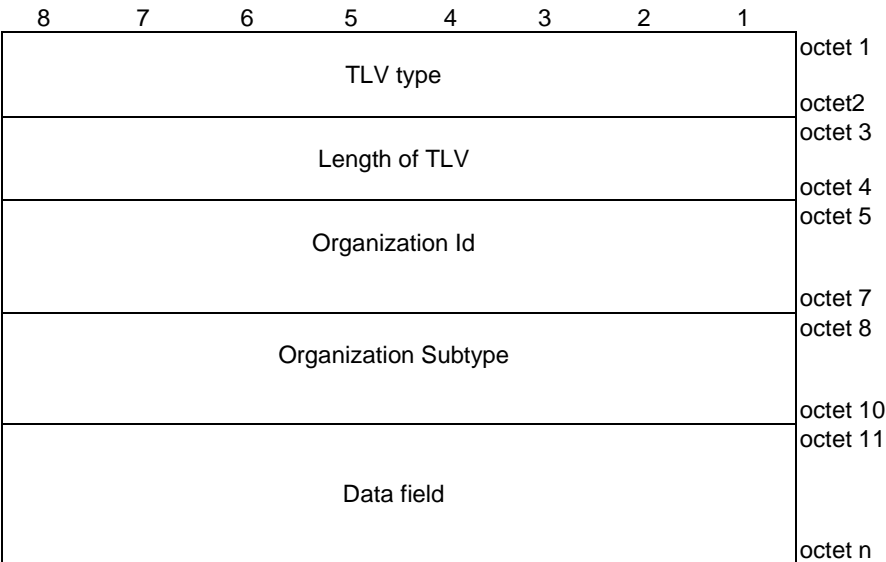 8 7 6 5 4 3 2 1
octet 1
TLV type
octet2
octet 3
Length of TLV
octet 4
octet 5
Organization Id
octet 7
octet 8
Organization Subtype
octet 10
octet 11
Data field
octet n